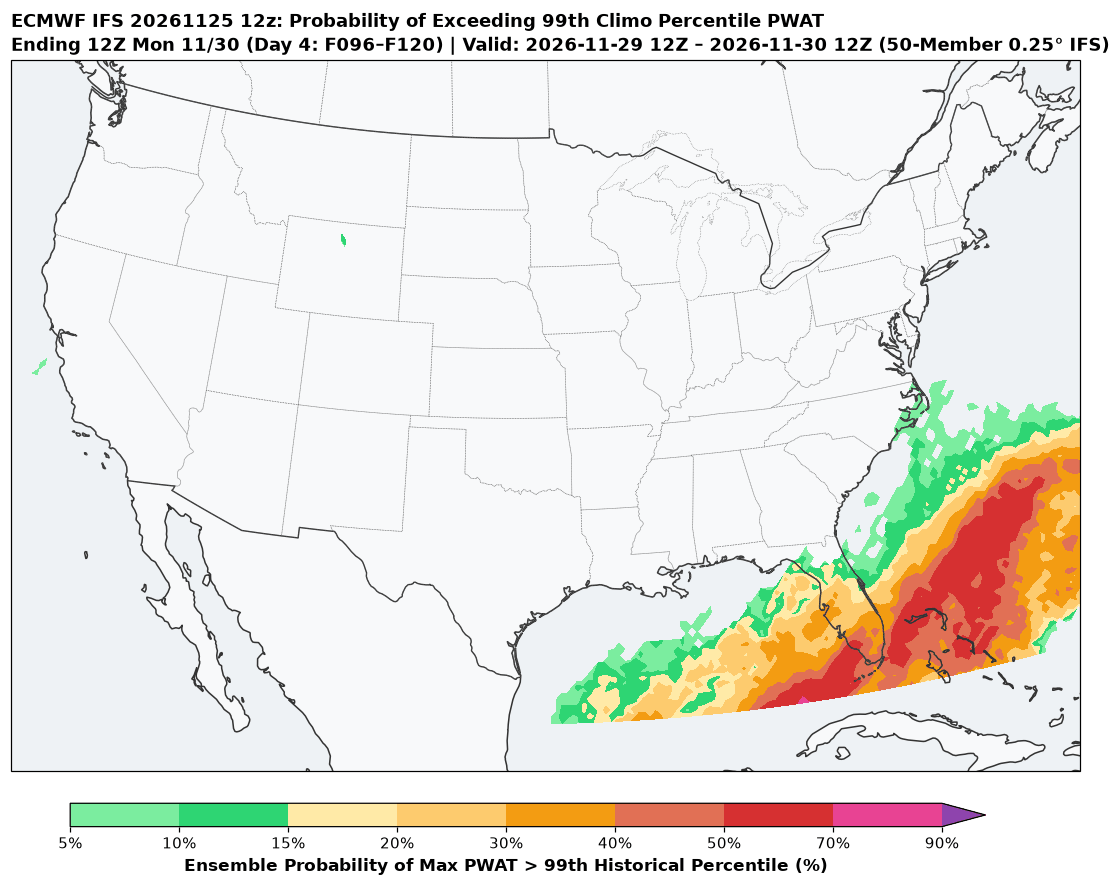 ECMWF IFS 20261125 12z: Probability of Exceeding 99th Climo Percentile PWAT
Ending 12Z Mon 11/30 (Day 4: F096–F120) | Valid: 2026-11-29 12Z – 2026-11-30 12Z (50-Member 0.25° IFS)
5% 10% 15% 20% 30% 40% 50% 70% 90%
Ensemble Probability of Max PWAT > 99th Historical Percentile (%)